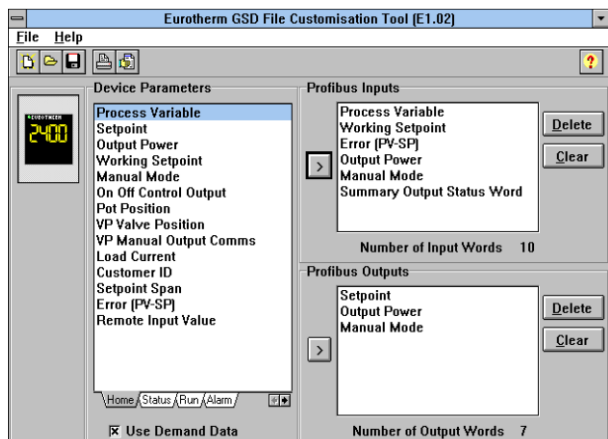 Eurotherm GSD File Customisation Tool (E1.02)
File Help
Device Parameters
EUROTHERM
2400
Process Variable
Setpoint
Output Power
Working Setpoint
Manual Mode
On Off Control Output
Pot Position
VP Valve Position
VP Manual Output Comms
Load Current
Customer ID
Setpoint Span
Error (PV-SP)
Remote Input Value
Home Status Run Alarm
Use Demand Data
Profibus Inputs
Process Variable
Working Setpoint
Error (PV-SP)
Output Power
Manual Mode
Summary Output Status Word
>
Delete
Clear
Number of Input Words 10
Profibus Outputs
Setpoint
Output Power
Manual Mode
>
Delete
Clear
Number of Output Words 7